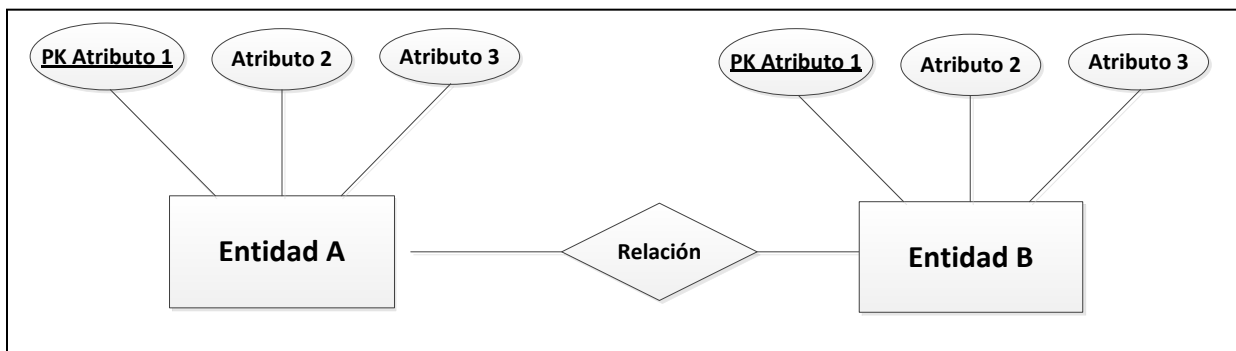 PK Atributo 1
Atributo 2
Atributo 3
PK Atributo 1
Atributo 2
Atributo 3
Entidad A
Relación
Entidad B